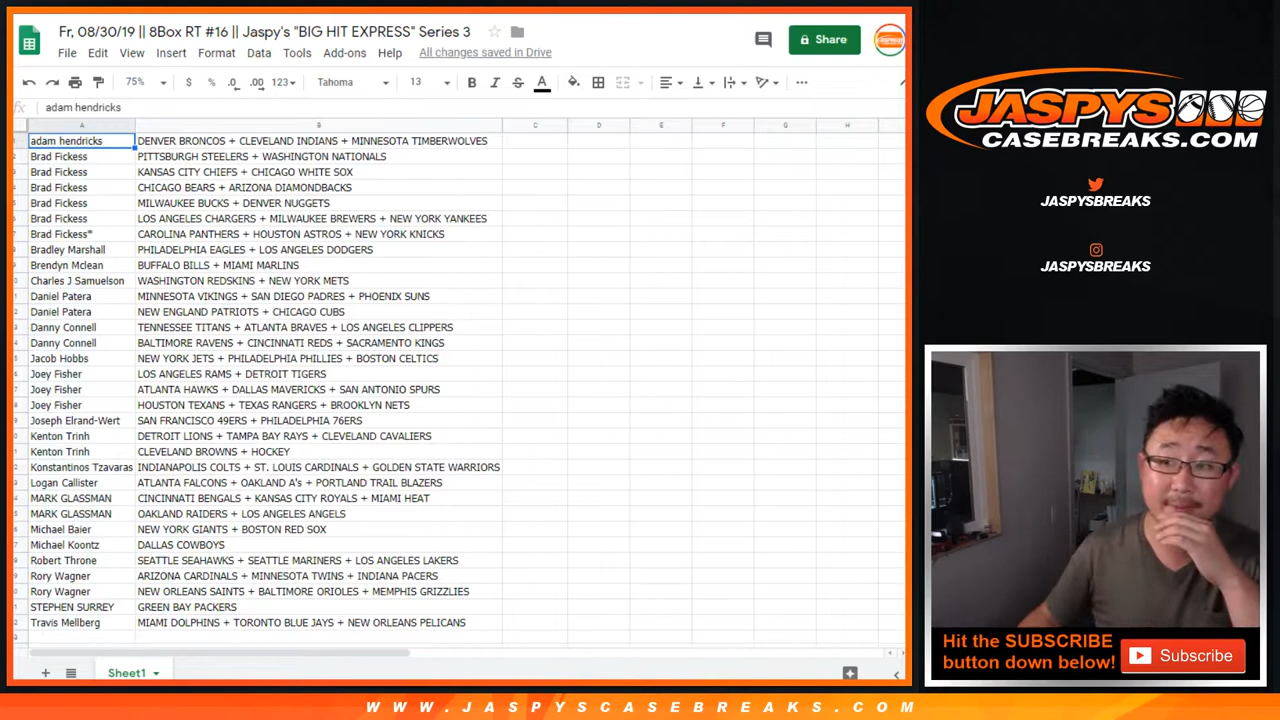 Fr, 08/30/19 || 8Box RT #16 || Jaspy's "BIG HIT EXPRESS" Series 3
File Edit View Insert Format Data Tools Add-ons Help All changes saved in Drive
Share
75% $ % .0 .00 123 Tahoma 13 B I S A
fx adam hendricks
A B C D E F G H
adam hendricks DENVER BRONCOS + CLEVELAND INDIANS + MINNESOTA TIMBERWOLVES
Brad Fickess PITTSBURGH STEELERS + WASHINGTON NATIONALS
Brad Fickess KANSAS CITY CHIEFS + CHICAGO WHITE SOX
Brad Fickess CHICAGO BEARS + ARIZONA DIAMONDBACKS
Brad Fickess MILWAUKEE BUCKS + DENVER NUGGETS
Brad Fickess LOS ANGELES CHARGERS + MILWAUKEE BREWERS + NEW YORK YANKEES
Brad Fickess* CAROLINA PANTHERS + HOUSTON ASTROS + NEW YORK KNICKS
Bradley Marshall PHILADELPHIA EAGLES + LOS ANGELES DODGERS
Brendyn Mclean BUFFALO BILLS + MIAMI MARLINS
Charles J Samuelson WASHINGTON REDSKINS + NEW YORK METS
Daniel Patera MINNESOTA VIKINGS + SAN DIEGO PADRES + PHOENIX SUNS
Daniel Patera NEW ENGLAND PATRIOTS + CHICAGO CUBS
Danny Connell TENNESSEE TITANS + ATLANTA BRAVES + LOS ANGELES CLIPPERS
Danny Connell BALTIMORE RAVENS + CINCINNATI REDS + SACRAMENTO KINGS
Jacob Hobbs NEW YORK JETS + PHILADELPHIA PHILLIES + BOSTON CELTICS
Joey Fisher LOS ANGELES RAMS + DETROIT TIGERS
Joey Fisher ATLANTA HAWKS + DALLAS MAVERICKS + SAN ANTONIO SPURS
Joey Fisher HOUSTON TEXANS + TEXAS RANGERS + BROOKLYN NETS
Joseph Elrand-Wert SAN FRANCISCO 49ERS + PHILADELPHIA 76ERS
Kenton Trinh DETROIT LIONS + TAMPA BAY RAYS + CLEVELAND CAVALIERS
Kenton Trinh CLEVELAND BROWNS + HOCKEY
Konstantinos Tzavaras INDIANAPOLIS COLTS + ST. LOUIS CARDINALS + GOLDEN STATE WARRIORS
Logan Callister ATLANTA FALCONS + OAKLAND A's + PORTLAND TRAIL BLAZERS
MARK GLASSMAN CINCINNATI BENGALS + KANSAS CITY ROYALS + MIAMI HEAT
MARK GLASSMAN OAKLAND RAIDERS + LOS ANGELES ANGELS
Michael Baier NEW YORK GIANTS + BOSTON RED SOX
Michael Koontz DALLAS COWBOYS
Robert Throne SEATTLE SEAHAWKS + SEATTLE MARINERS + LOS ANGELES LAKERS
Rory Wagner ARIZONA CARDINALS + MINNESOTA TWINS + INDIANA PACERS
Rory Wagner NEW ORLEANS SAINTS + BALTIMORE ORIOLES + MEMPHIS GRIZZLIES
STEPHEN SURREY GREEN BAY PACKERS
Travis Mellberg MIAMI DOLPHINS + TORONTO BLUE JAYS + NEW ORLEANS PELICANS
Sheet1
JASPYS
CASEBREAKS.COM
JASPYSBREAKS
JASPYSBREAKS
Hit the SUBSCRIBE
button down below!
Subscribe
WWW.JASPYSCASEBREAKS.COM